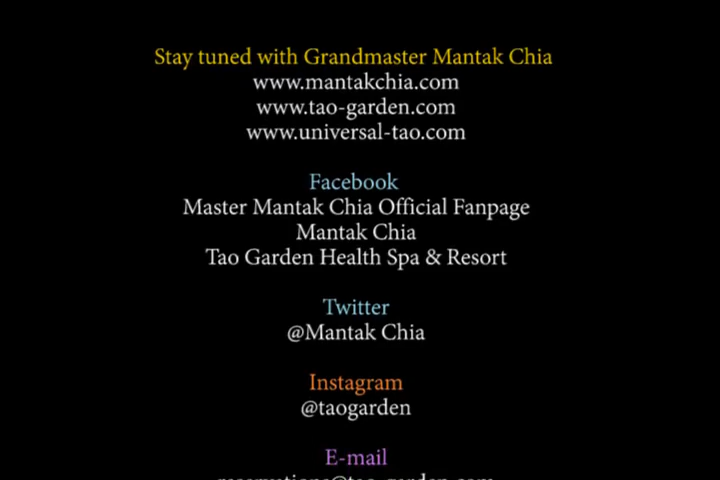 Stay tuned with Grandmaster Mantak Chia
www.mantakchia.com
www.tao-garden.com
www.universal-tao.com
Facebook
Master Mantak Chia Official Fanpage
Mantak Chia
Tao Garden Health Spa & Resort
Twitter
@Mantak Chia
Instagram
@taogarden
E-mail